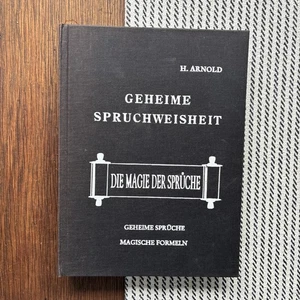 H. ARNOLD
GEHEIME
SPRUCHWEISHEIT
DIE MAGIE DER SPRÜCHE
GEHEIME SPRÜCHE
MAGISCHE FORMELN